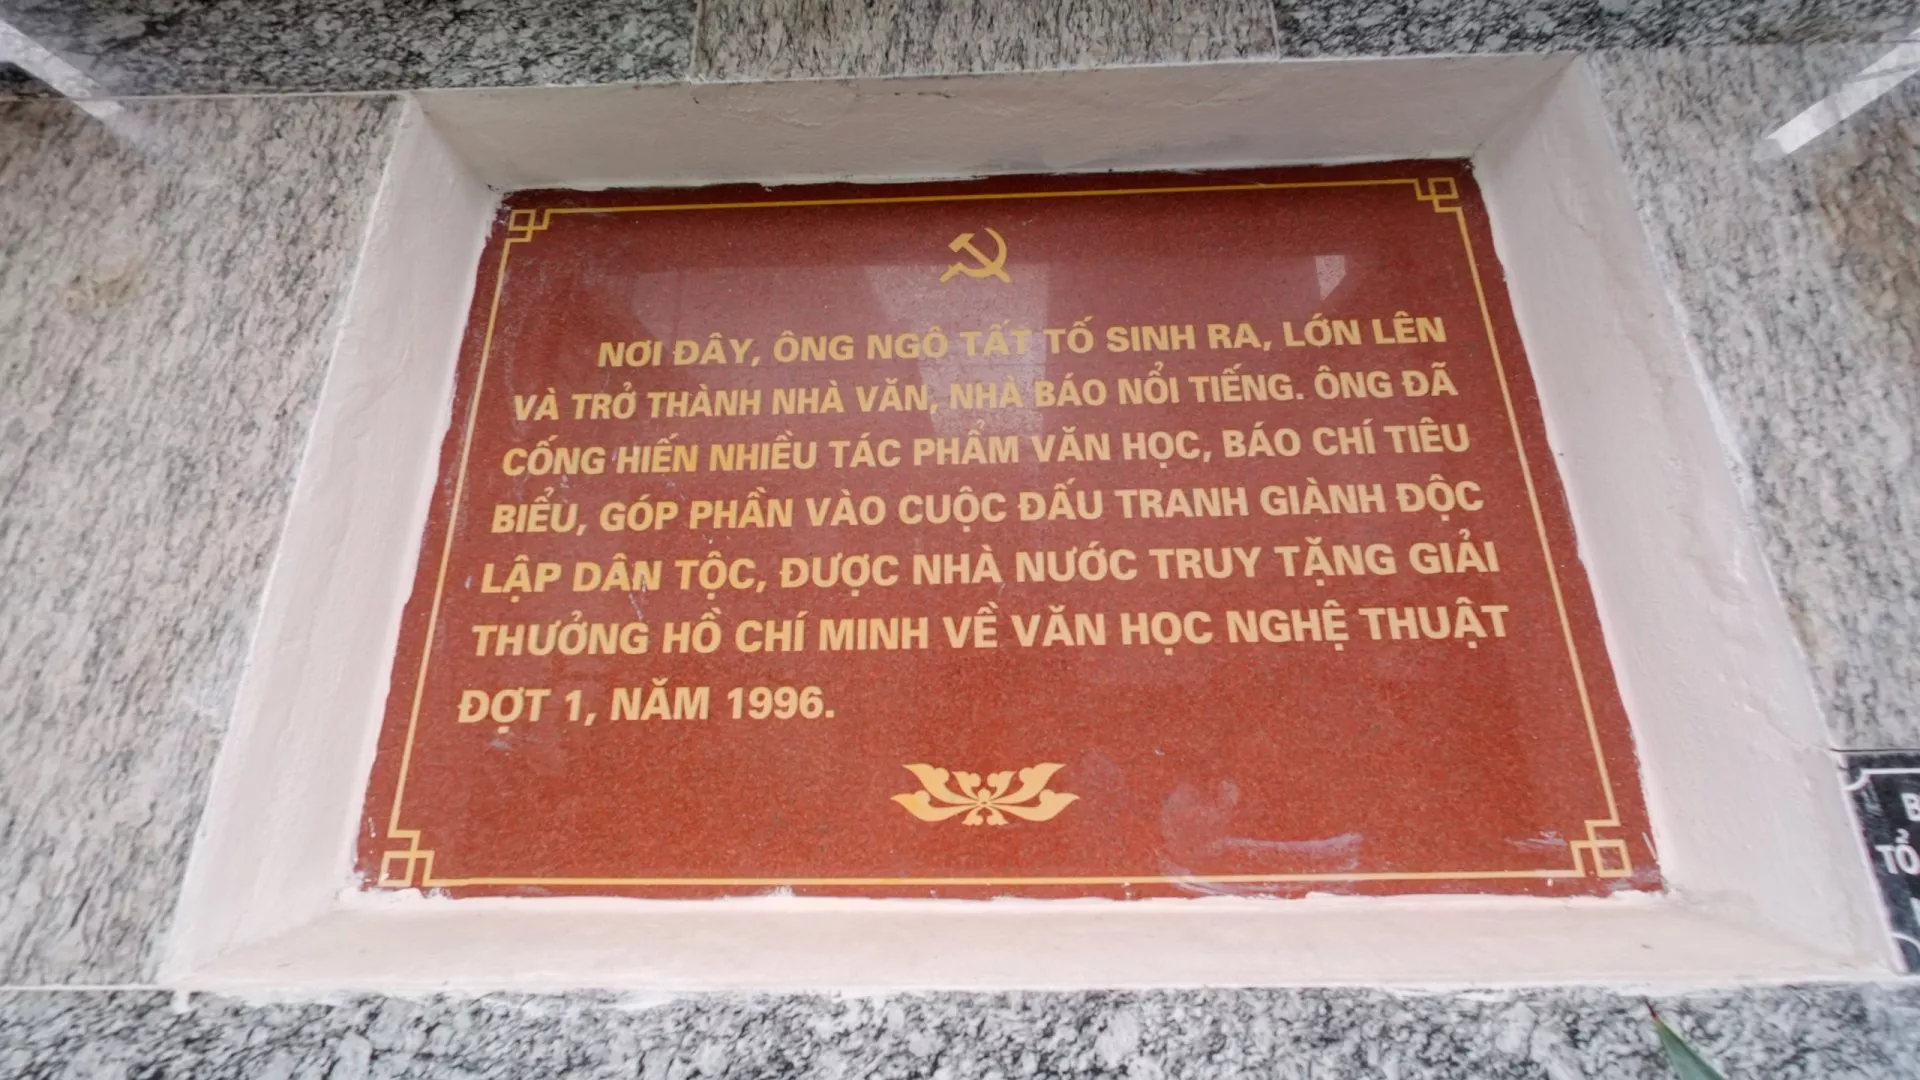 NƠI ĐÂY, ÔNG NGÔ TẤT TỐ SINH RA, LỚN LÊN
VÀ TRỞ THÀNH NHÀ VĂN, NHÀ BÁO NỔI TIẾNG. ÔNG ĐÃ
CỐNG HIẾN NHIỀU TÁC PHẨM VĂN HỌC, BÁO CHÍ TIÊU
BIỂU, GÓP PHẦN VÀO CUỘC ĐẤU TRANH GIÀNH ĐỘC
LẬP DÂN TỘC, ĐƯỢC NHÀ NƯỚC TRUY TẶNG GIẢI
THƯỞNG HỒ CHÍ MINH VỀ VĂN HỌC NGHỆ THUẬT
ĐỢT 1, NĂM 1996.